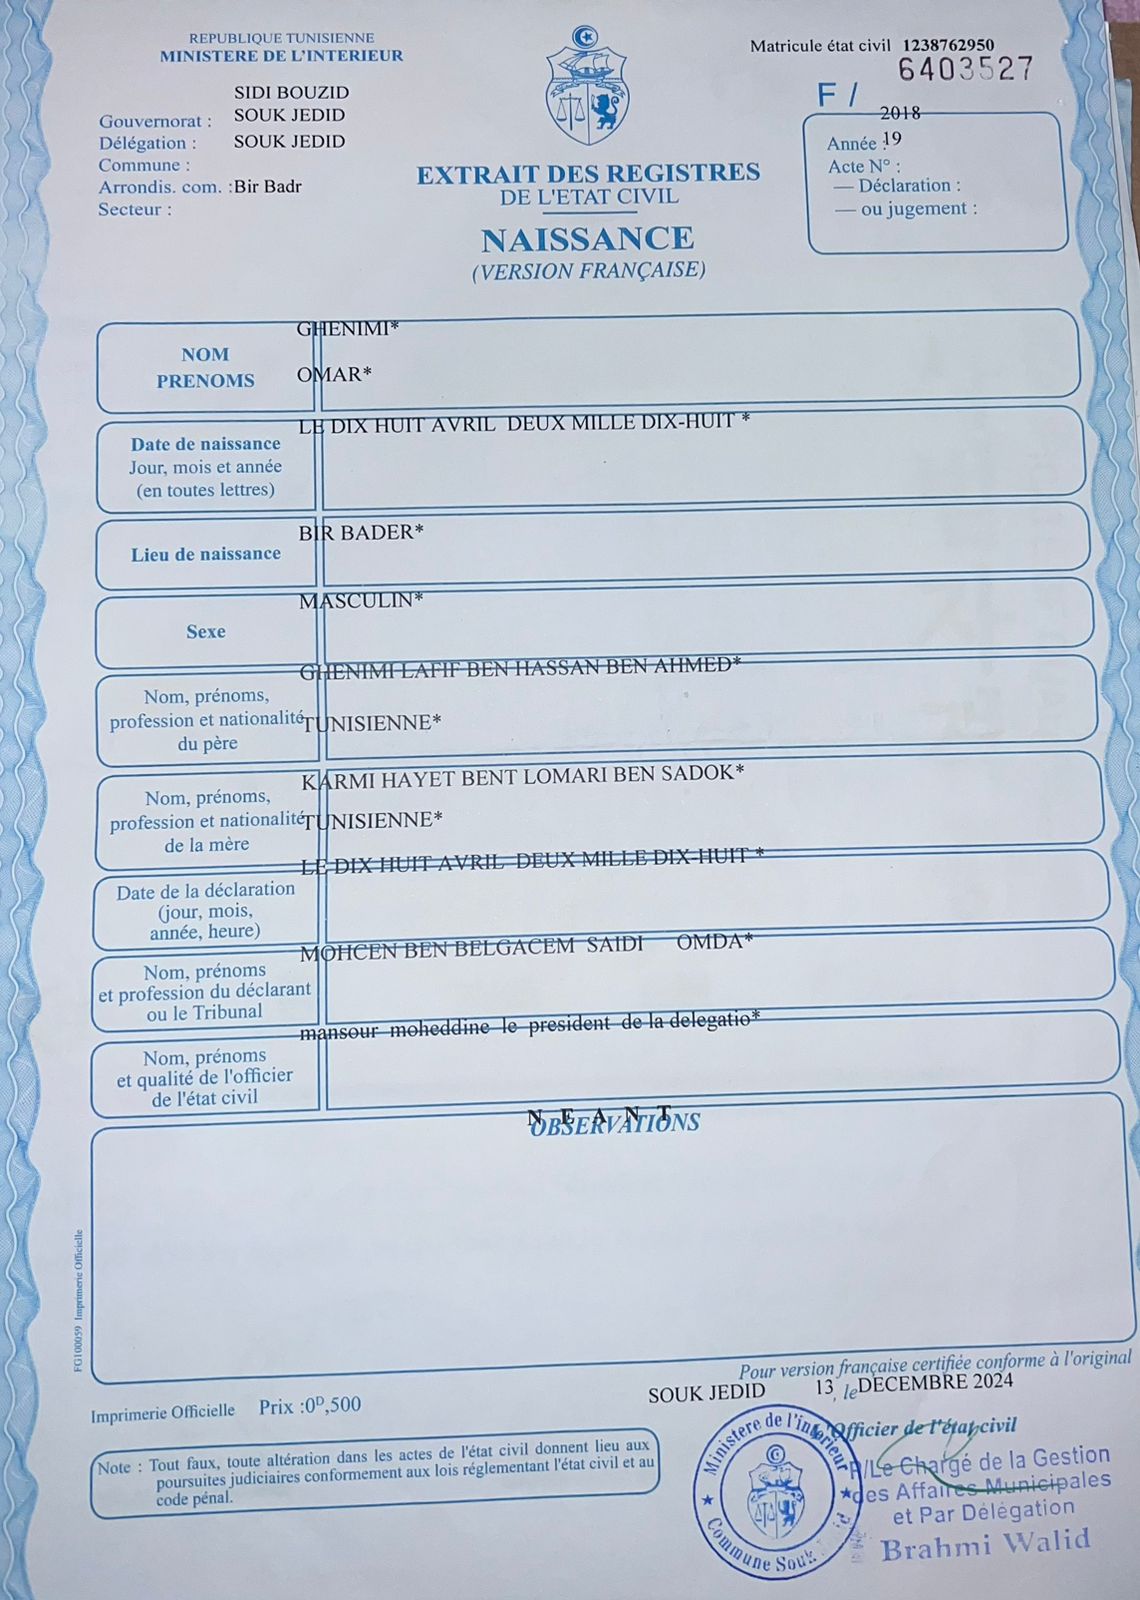 REPUBLIQUE TUNISIENNE
MINISTERE DE L'INTERIEUR
Matricule état civil 1238762950
6403527
F /
SIDI BOUZID
Gouvernorat : SOUK JEDID
Délégation : SOUK JEDID
Commune :
Arrondis. com. :Bir Badr
Secteur :
2018
Année :19
Acte N° :
— Déclaration :
— ou jugement :
EXTRAIT DES REGISTRES
DE L'ETAT CIVIL
NAISSANCE
(VERSION FRANÇAISE)
NOM
PRENOMS
GHENIMI*
OMAR*
Date de naissance
Jour, mois et année
(en toutes lettres)
LE DIX HUIT AVRIL DEUX MILLE DIX-HUIT *
Lieu de naissance
BIR BADER*
Sexe
MASCULIN*
Nom, prénoms,
profession et nationalité
du père
GHENIMI LAFIF BEN HASSAN BEN AHMED*
TUNISIENNE*
Nom, prénoms,
profession et nationalité
de la mère
KARMI HAYET BENT LOMARI BEN SADOK*
TUNISIENNE*
Date de la déclaration
(jour, mois,
année, heure)
LE DIX HUIT AVRIL DEUX MILLE DIX-HUIT *
Nom, prénoms
et profession du déclarant
ou le Tribunal
MOHCEN BEN BELGACEM SAIDI OMDA*
Nom, prénoms
et qualité de l'officier
de l'état civil
mansour moheddine le president de la delegatio*
N E A N T
OBSERVATIONS
FG100059 Imprimerie Officielle
Pour version française certifiée conforme à l'original
SOUK JEDID 13, le DECEMBRE 2024
Imprimerie Officielle Prix :0D,500
L'Officier de l'état civil
Note : Tout faux, toute altération dans les actes de l'état civil donnent lieu aux
poursuites judiciaires conformement aux lois réglementant l'état civil et au
code pénal.
Ministere de l'interieur
Commune Souk
P/Le Chargé de la Gestion
des Affaires Municipales
et Par Délégation
Brahmi Walid